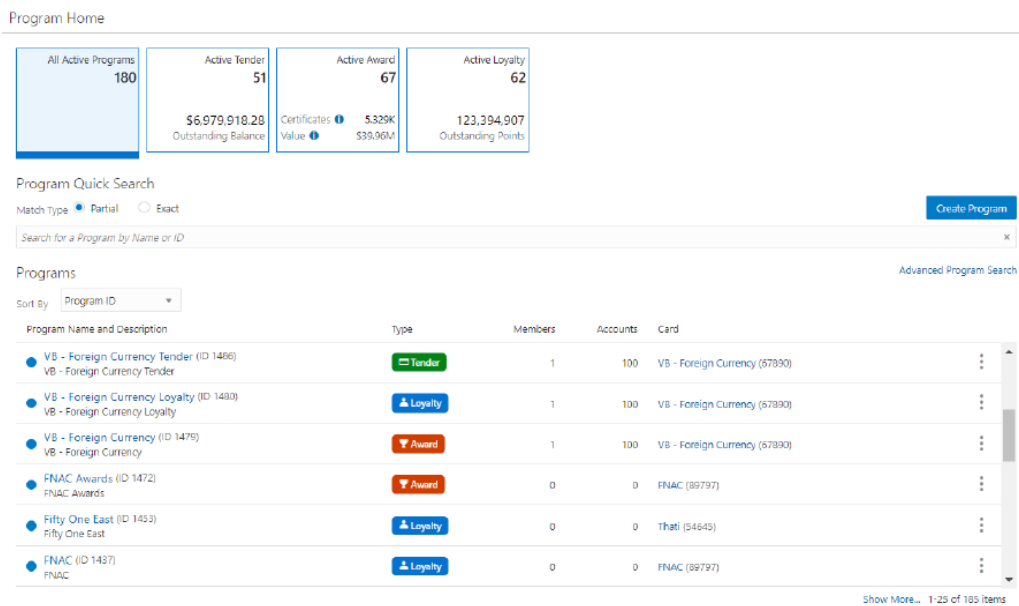 Program Home
All Active Programs
180
Active Tender
51
$6,979,918.28
Outstanding Balance
Active Award
67
Certificates 5.329K
Value $39.96M
Active Loyalty
62
123,394,907
Outstanding Points
Program Quick Search
Match Type Partial Exact
Create Program
Search for a Program by Name or ID ×
Programs
Advanced Program Search
Sort By Program ID
Program Name and Description Type Members Accounts Card
VB - Foreign Currency Tender (ID 1486) Tender 1 100 VB - Foreign Currency (67890)
VB - Foreign Currency Tender
VB - Foreign Currency Loyalty (ID 1480) Loyalty 1 100 VB - Foreign Currency (67890)
VB - Foreign Currency Loyalty
VB - Foreign Currency (ID 1479) Award 1 100 VB - Foreign Currency (67890)
VB - Foreign Currency
FNAC Awards (ID 1472) Award 0 0 FNAC (89797)
FNAC Awards
Fifty One East (ID 1453) Loyalty 0 0 Thati (54645)
Fifty One East
FNAC (ID 1437) Loyalty 0 0 FNAC (89797)
FNAC
Show More... 1-25 of 185 items